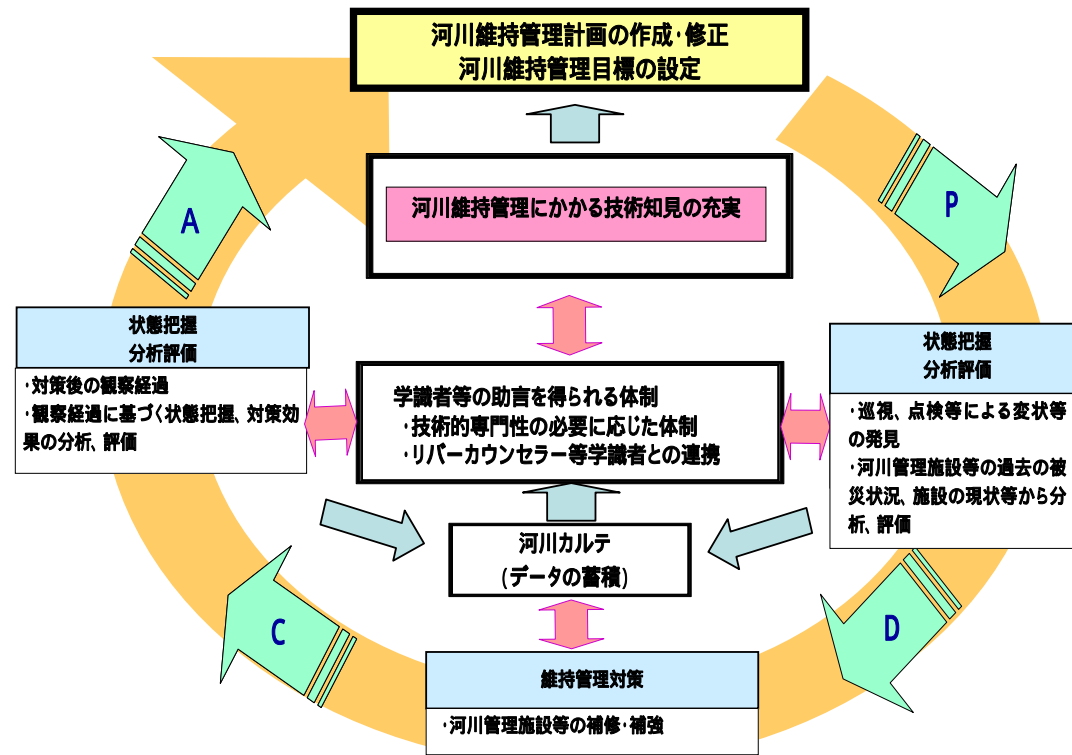 河川維持管理計画の作成・修正
河川維持管理目標の設定
河川維持管理にかかる技術知見の充実
A
P
状態把握
分析評価
・対策後の観察経過
・観察経過に基づく状態把握、対策効
果の分析、評価
学識者等の助言を得られる体制
・技術的専門性の必要に応じた体制
・リバーカウンセラー等学識者との連携
状態把握
分析評価
・巡視、点検等による変状等
の発見
・河川管理施設等の過去の被
災状況、施設の現状等から分
析、評価
河川カルテ
(データの蓄積)
C
D
維持管理対策
・河川管理施設等の補修・補強